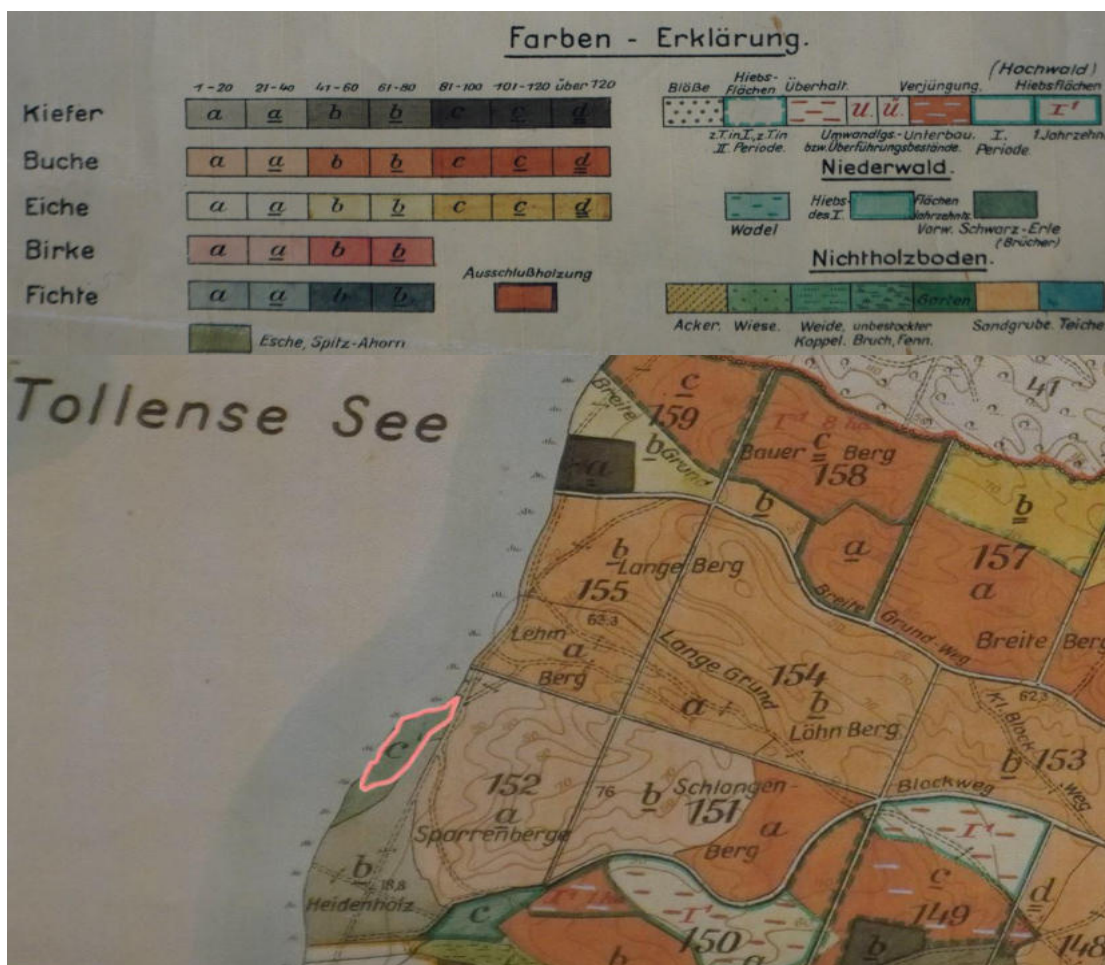 Farben - Erklärung.
1-20 21-40 41-60 61-80 81-100 101-120 über 120
Kiefer a a b b c c d
Buche a a b b c c d
Eiche a a b b c c d
Birke a a b b
Fichte a a b b
Ausschlußholzung
Esche, Spitz-Ahorn
(Hochwald)
Blöße Hiebs-Flächen Überhalt. Verjüngung. Hiebsflächen
u. ü. I¹
z.T. in I., z.T. in II. Periode. Umwandlgs.- bzw. Überführungsbestände. Unterbau. I. Periode. 1. Jahrzehn.
Niederwald.
Hiebs- des I. Flächen Jahrzehnts.
Wadel Vorw. Schwarz-Erle
(Brücher)
Nichtholzboden.
Garten
Acker. Wiese. Weide, Koppel. unbestockter Bruch, Fenn. Sandgrube. Teiche
Tollense See
41
c
159
Breite Grund
b
a
Bauer Berg
c
158
b
a
b
157
a
Breite Berg
b
Lange Berg
155
63,3
Lehm Berg
a
Lange Grund
Breite Grund-Weg
154
a
b
Löhn Berg
62,3
Kl. Block weg
153
b
c
152
a
Sparrenberge
76
b
Schlangen-
151
Berg
a
Blockweg
I¹
b
18,8
Heidenholz
c
I¹
150
b
a
c
149
b
d
148